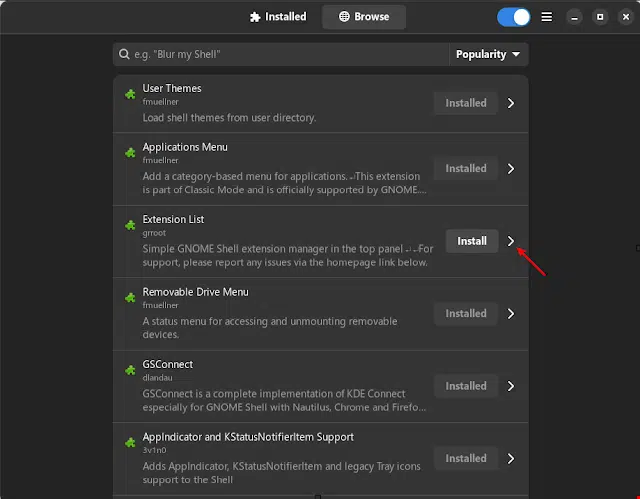 Installed
Browse
e.g. "Blur my Shell"
Popularity
User Themes
fmuellner
Load shell themes from user directory.
Installed
Applications Menu
fmuellner
Add a category-based menu for applications.↵This extension
is part of Classic Mode and is officially supported by GNOME....
Installed
Extension List
grroot
Simple GNOME Shell extension manager in the top panel↵↵For
support, please report any issues via the homepage link below.
Install
Removable Drive Menu
fmuellner
A status menu for accessing and unmounting removable
devices.
Installed
GSConnect
dlandau
GSConnect is a complete implementation of KDE Connect
especially for GNOME Shell with Nautilus, Chrome and Firefo...
Installed
AppIndicator and KStatusNotifierItem Support
3v1n0
Adds AppIndicator, KStatusNotifierItem and legacy Tray icons
support to the Shell
Installed